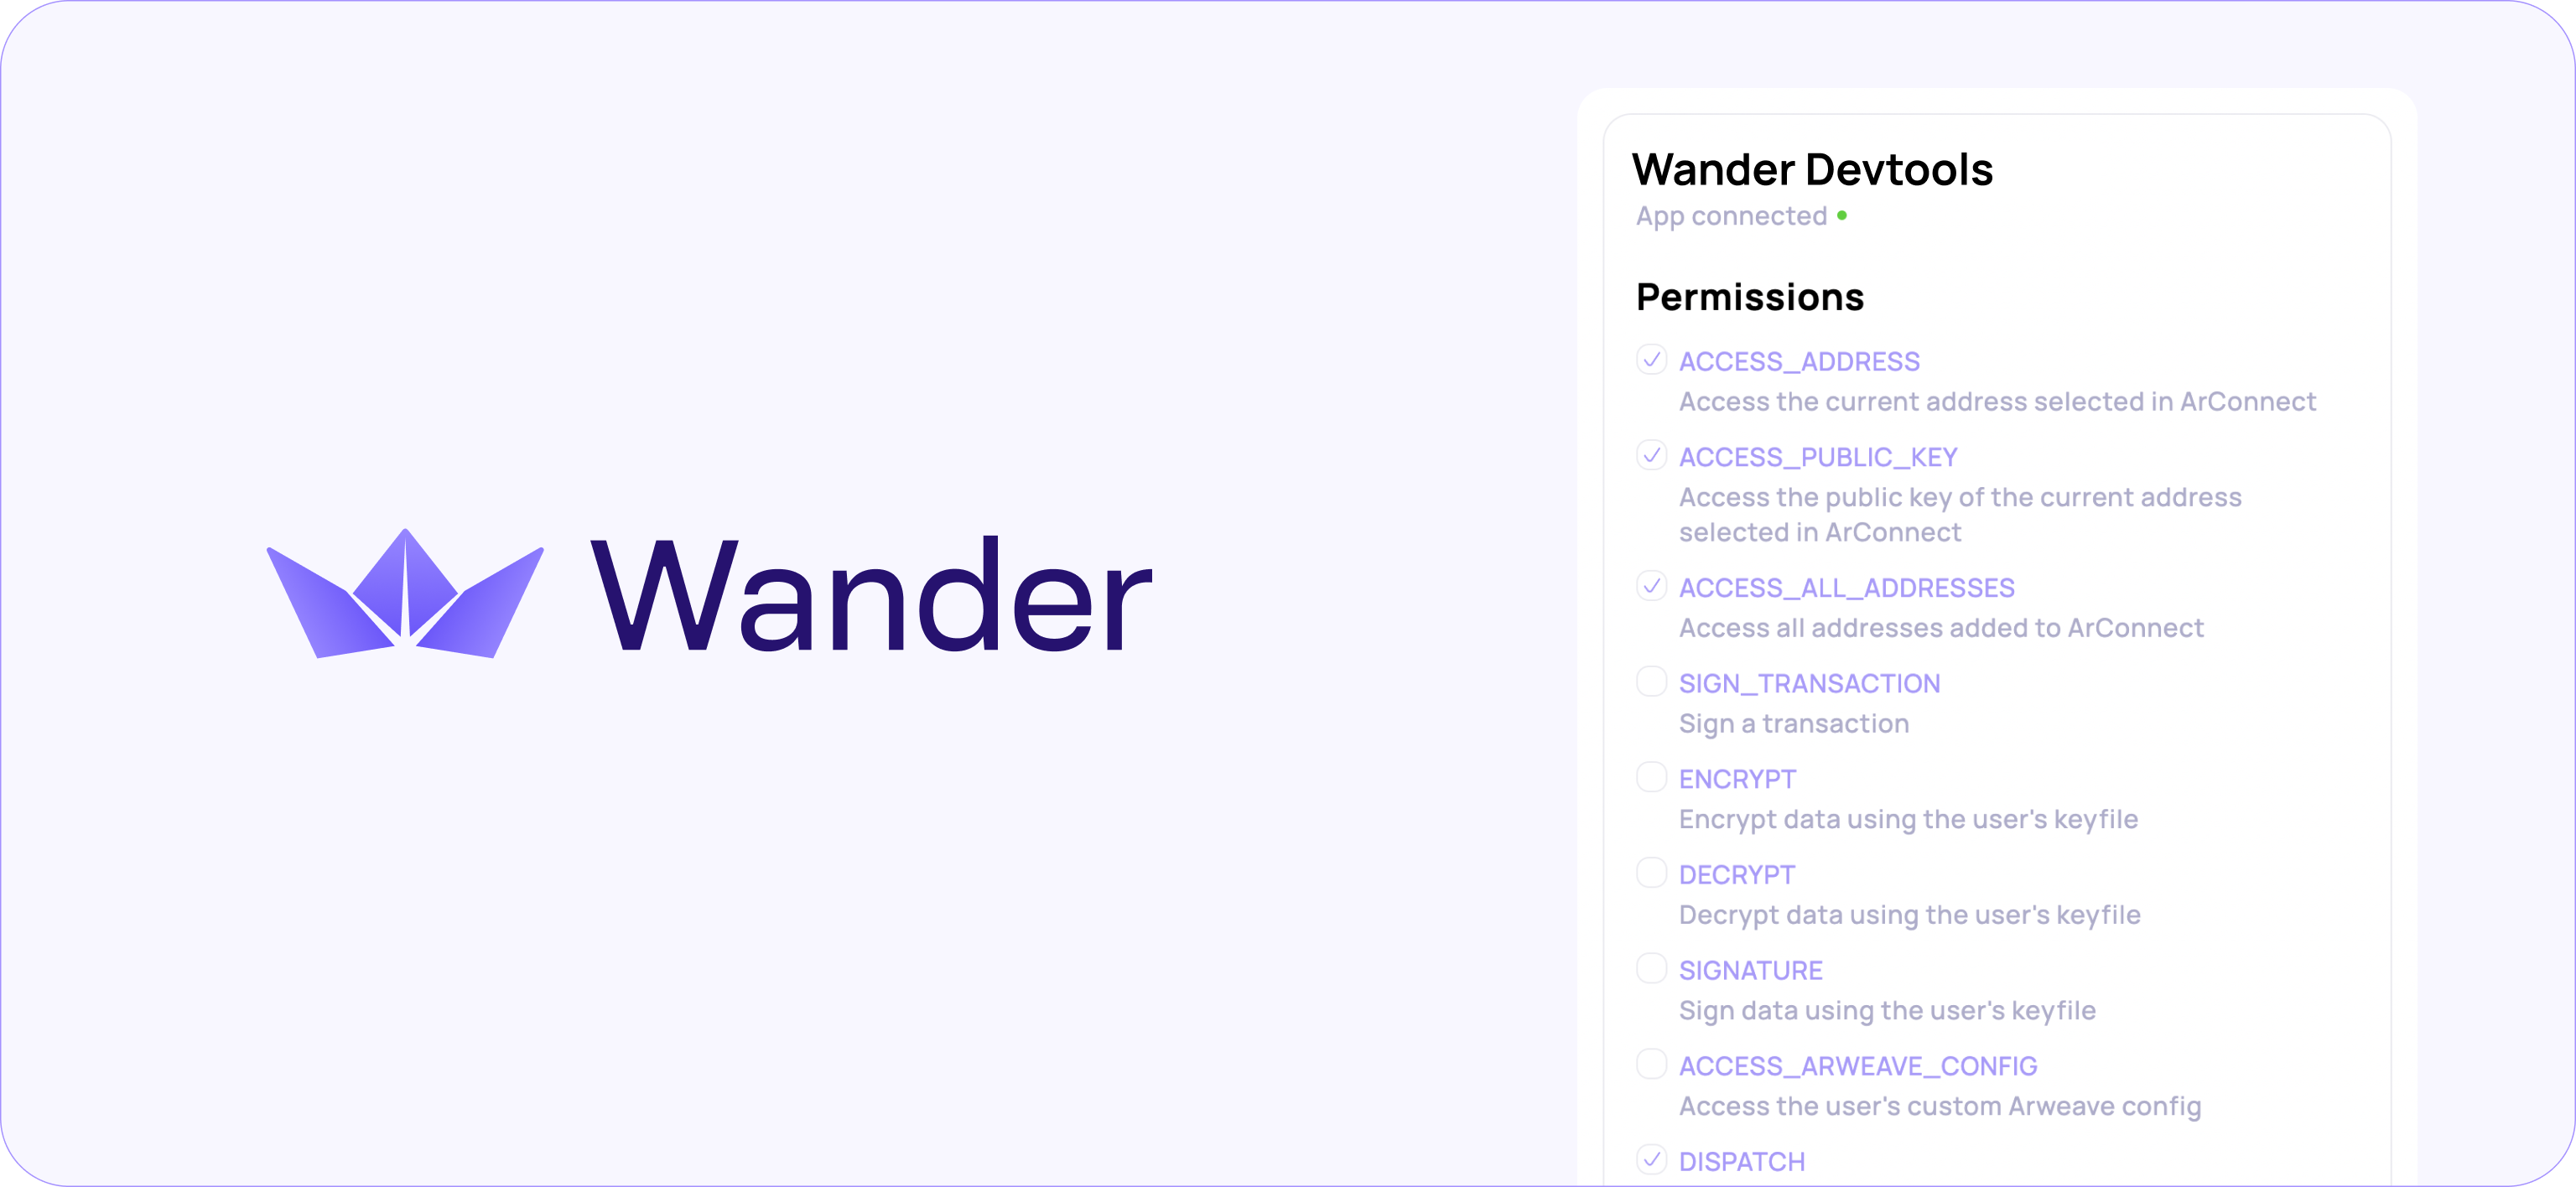 Wander
Wander Devtools
App connected
Permissions
ACCESS_ADDRESS
Access the current address selected in ArConnect
ACCESS_PUBLIC_KEY
Access the public key of the current address
selected in ArConnect
ACCESS_ALL_ADDRESSES
Access all addresses added to ArConnect
SIGN_TRANSACTION
Sign a transaction
ENCRYPT
Encrypt data using the user's keyfile
DECRYPT
Decrypt data using the user's keyfile
SIGNATURE
Sign data using the user's keyfile
ACCESS_ARWEAVE_CONFIG
Access the user's custom Arweave config
DISPATCH